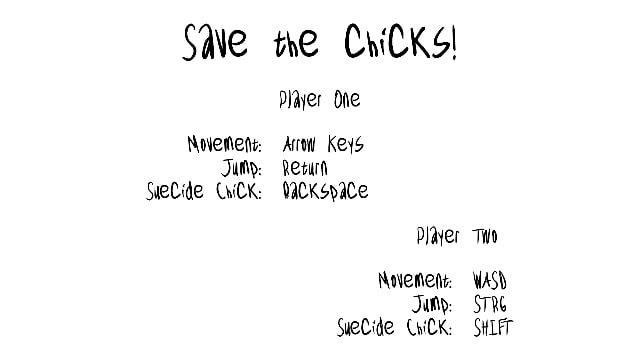 Save the Chicks!
Player One
Movement: Arrow Keys
Jump: Return
Suecide Chick: Backspace
Player Two
Movement: WASD
Jump: STRG
Suecide Chick: SHIFT